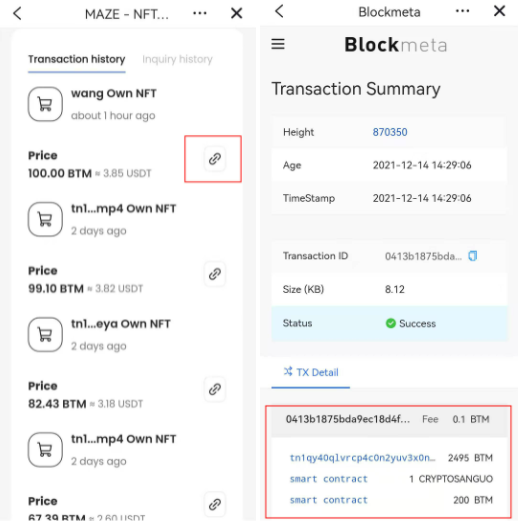 MAZE - NFT...
Transaction history
Inquiry history
wang Own NFT
about 1 hour ago
Price
100.00 BTM ≈ 3.85 USDT
tn1...mp4 Own NFT
2 days ago
Price
99.10 BTM ≈ 3.82 USDT
tn1...eya Own NFT
2 days ago
Price
82.43 BTM ≈ 3.18 USDT
tn1...mp4 Own NFT
2 days ago
Price
67.39 BTM ≈ 2.60 USDT
Blockmeta
Blockmeta
Transaction Summary
Height 870350
Age 2021-12-14 14:29:06
TimeStamp 2021-12-14 14:29:06
Transaction ID 0413b1875bda...
Size (KB) 8.12
Status Success
TX Detail
0413b1875bda9ec18d4f... Fee 0.1 BTM
tn1qy40qlvrcp4c0n2yuv3x0n... 2495 BTM
smart contract 1 CRYPTOSANGUO
smart contract 200 BTM